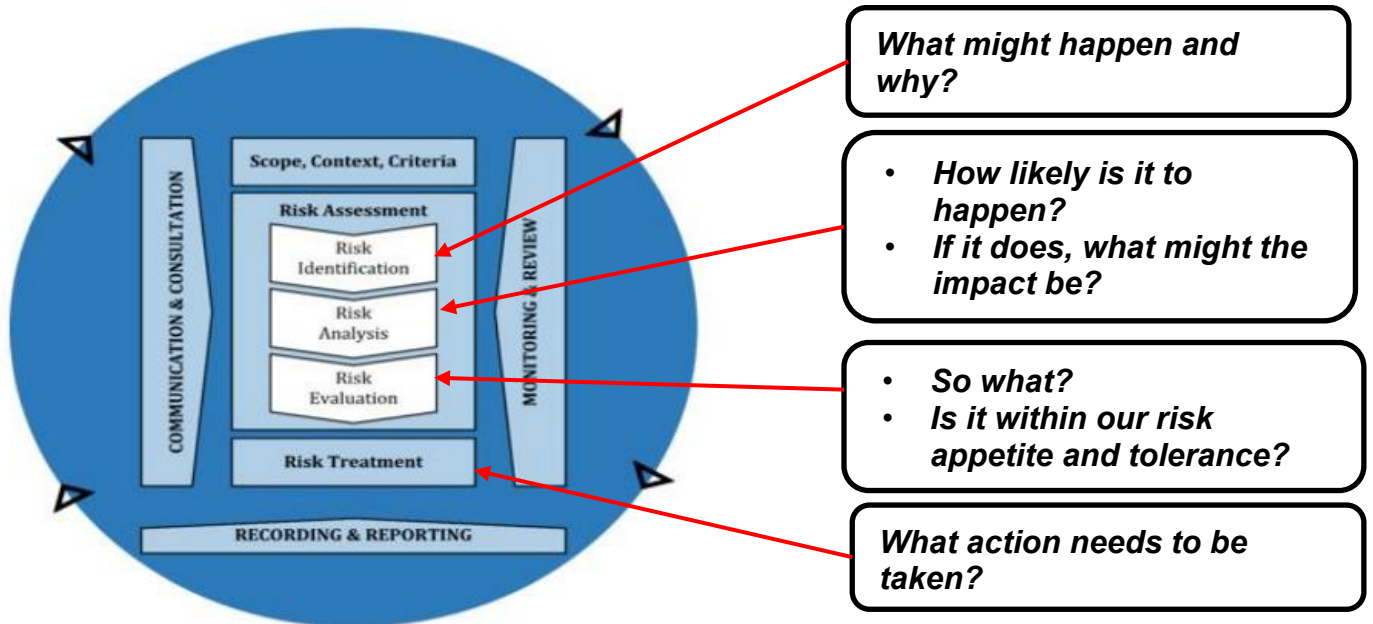 COMMUNICATION & CONSULTATION
Scope, Context, Criteria
Risk Assessment
Risk
Identification
Risk
Analysis
Risk
Evaluation
Risk Treatment
MONITORING & REVIEW
RECORDING & REPORTING
What might happen and
why?
• How likely is it to
happen?
• If it does, what might the
impact be?
• So what?
• Is it within our risk
appetite and tolerance?
What action needs to be
taken?